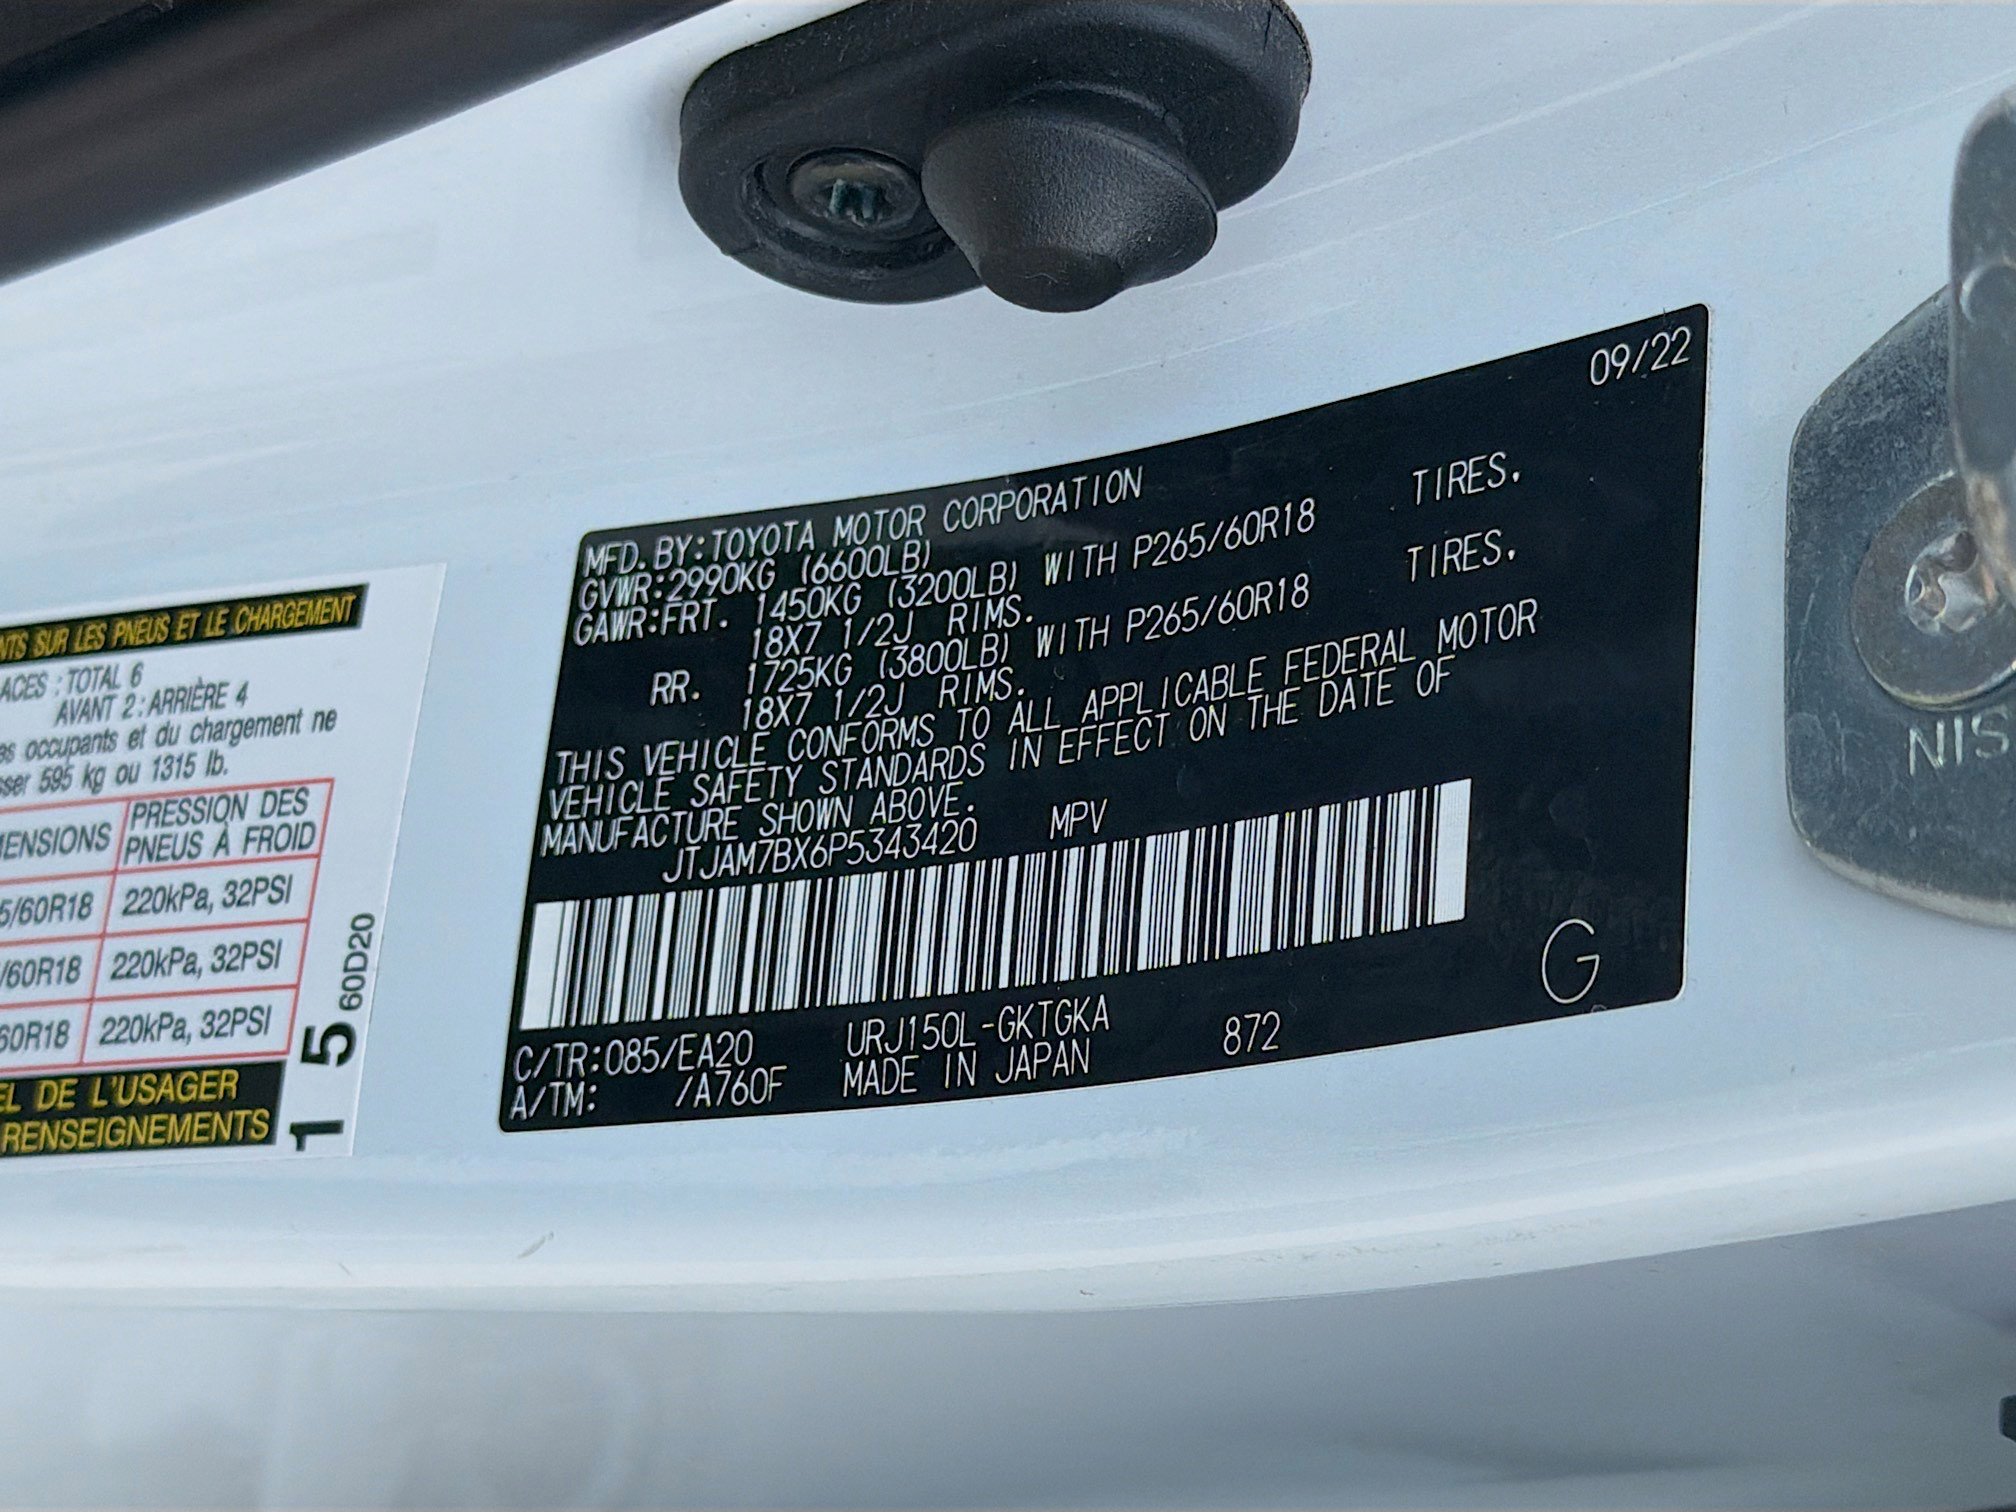 NTS SUR LES PNEUS ET LE CHARGEMENT
ACES : TOTAL 6
AVANT 2 : ARRIÈRE 4
es occupants et du chargement ne
sser 595 kg ou 1315 lb.
MENSIONS PRESSION DES
PNEUS À FROID
5/60R18 220kPa, 32PSI
/60R18 220kPa, 32PSI
60R18 220kPa, 32PSI
EL DE L'USAGER
RENSEIGNEMENTS
15 60D20
09/22
MFD. BY: TOYOTA MOTOR CORPORATION
GVWR: 2990KG (6600LB)
GAWR: FRT. 1450KG (3200LB) WITH P265/60R18 TIRES.
18X7 1/2J RIMS.
RR. 1725KG (3800LB) WITH P265/60R18 TIRES.
18X7 1/2J RIMS.
THIS VEHICLE CONFORMS TO ALL APPLICABLE FEDERAL MOTOR
VEHICLE SAFETY STANDARDS IN EFFECT ON THE DATE OF
MANUFACTURE SHOWN ABOVE.
JTJAM7BX6P5343420 MPV
G
C/TR: 085/EA20 URJ150L-GKTGKA 872
A/TM: /A760F MADE IN JAPAN
NIS